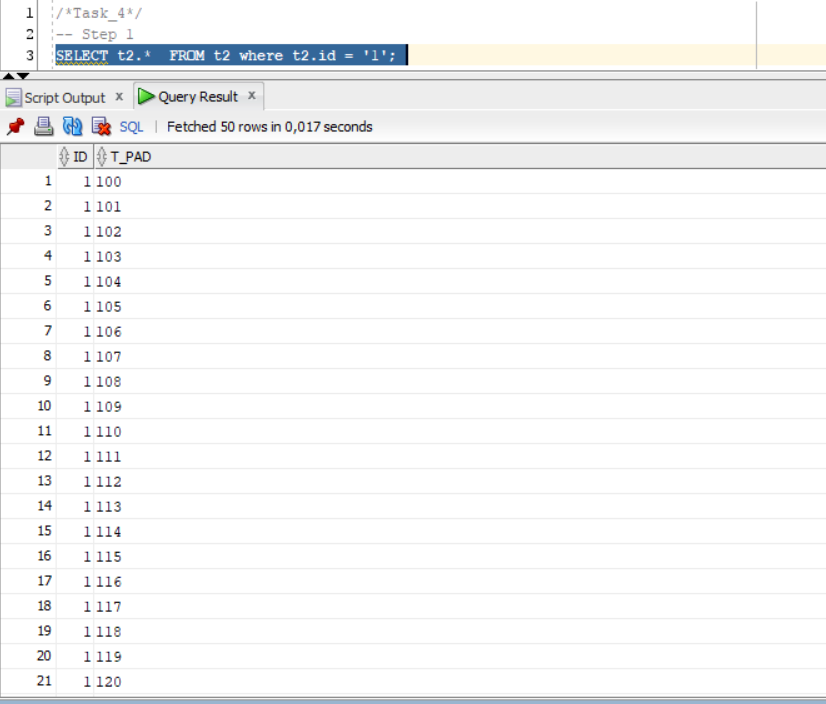 1 /*Task_4*/
2 -- Step 1
3 SELECT t2.*  FROM t2 where t2.id = '1';
Script Output x Query Result x
SQL | Fetched 50 rows in 0,017 seconds
ID T_PAD
1 1 100
2 1 101
3 1 102
4 1 103
5 1 104
6 1 105
7 1 106
8 1 107
9 1 108
10 1 109
11 1 110
12 1 111
13 1 112
14 1 113
15 1 114
16 1 115
17 1 116
18 1 117
19 1 118
20 1 119
21 1 120